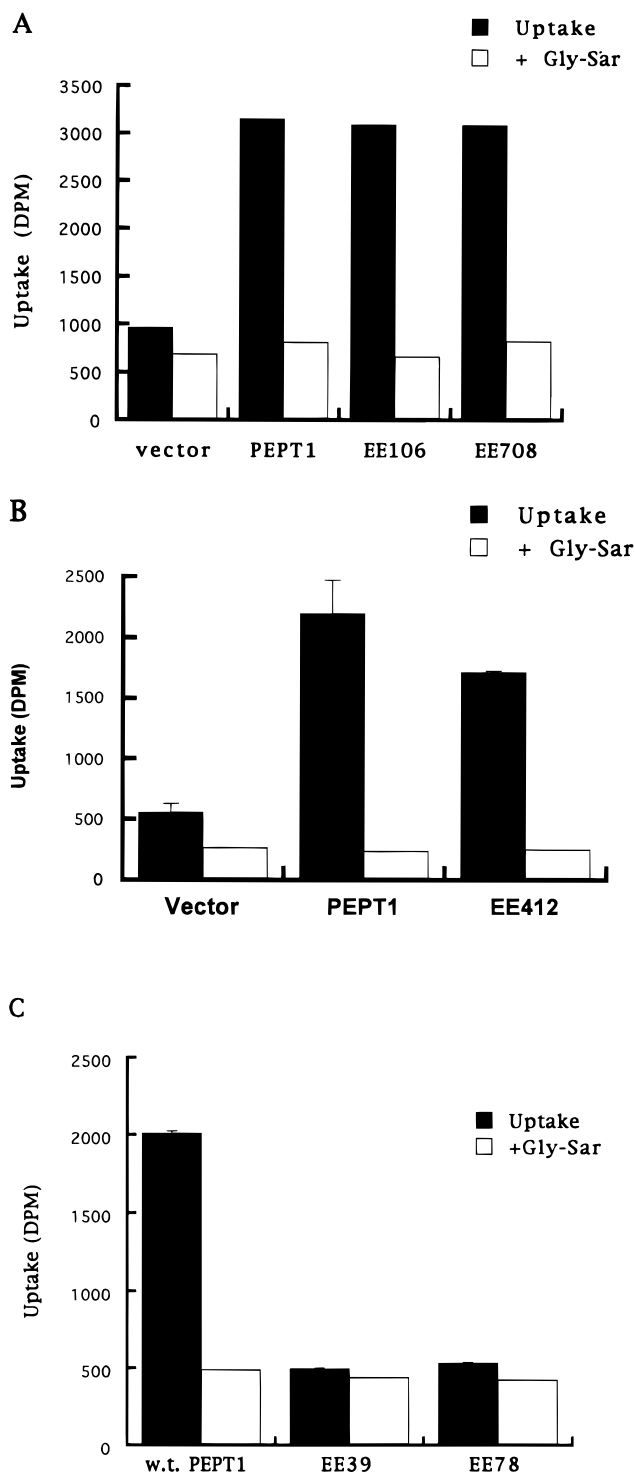 A
Uptake
+ Gly-Sar
3500
3000
2500
2000
1500
1000
500
0
Uptake (DPM)
vector PEPT1 EE106 EE708
B
Uptake
+ Gly-Sar
2500
2000
1500
1000
500
0
Uptake (DPM)
Vector PEPT1 EE412
C
2500
2000
1500
1000
500
0
Uptake (DPM)
Uptake
+Gly-Sar
w.t. PEPT1 EE39 EE78